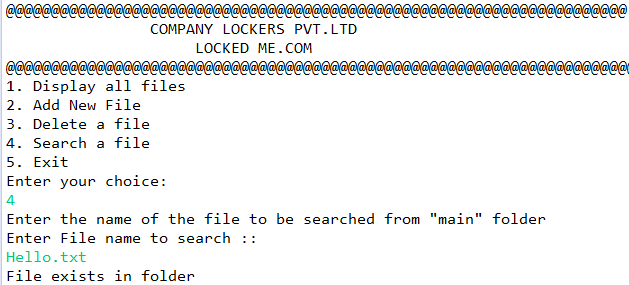 @@@@@@@@@@@@@@@@@@@@@@@@@@@@@@@@@@@@@@@@@@@@@@@@@@@@@@@@@@@@@@@@@@@@@
COMPANY LOCKERS PVT.LTD
LOCKED ME.COM
@@@@@@@@@@@@@@@@@@@@@@@@@@@@@@@@@@@@@@@@@@@@@@@@@@@@@@@@@@@@@@@@@@@@@@
1. Display all files
2. Add New File
3. Delete a file
4. Search a file
5. Exit
Enter your choice:
4
Enter the name of the file to be searched from "main" folder
Enter File name to search ::
Hello.txt
File exists in folder